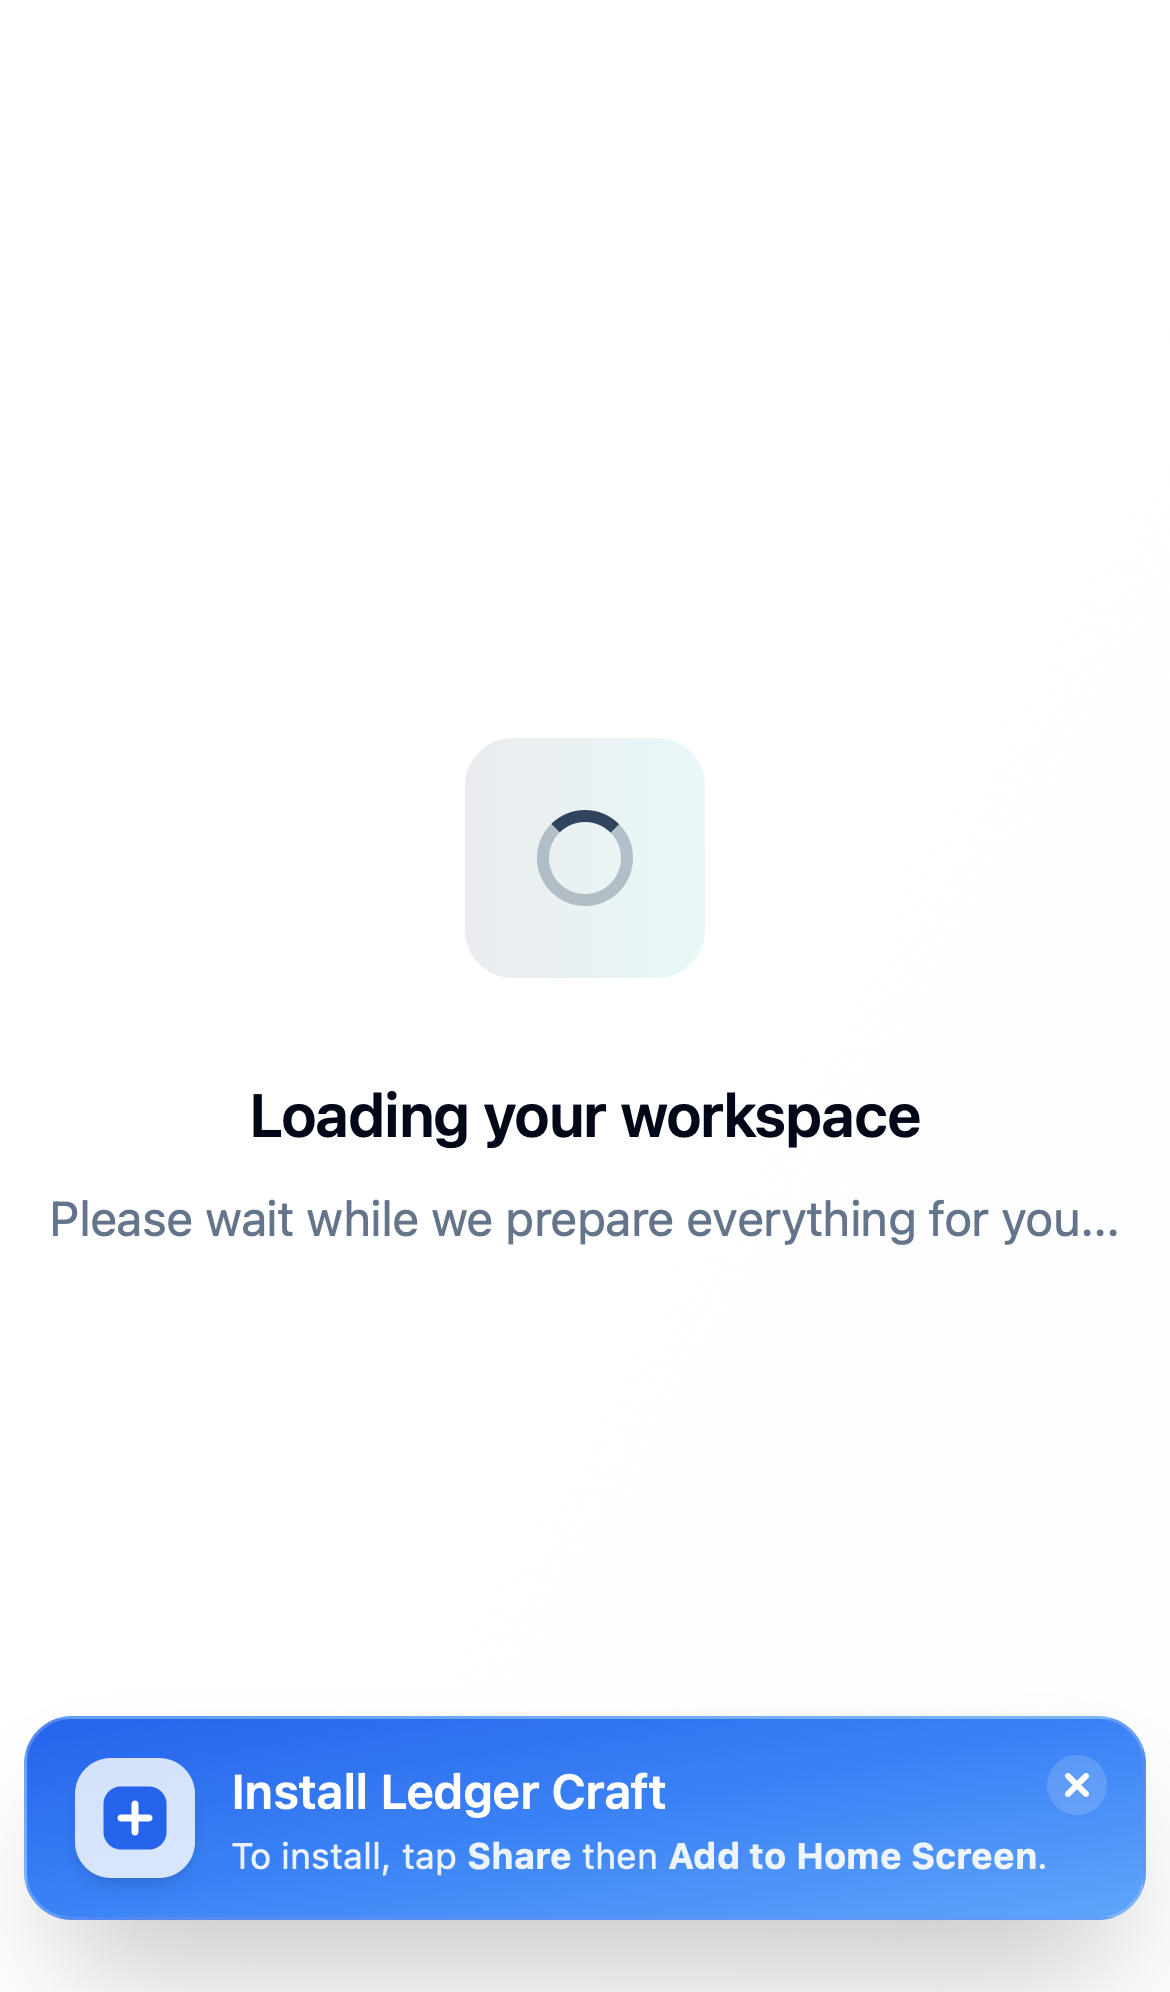 Loading your workspace
Please wait while we prepare everything for you...
Install Ledger Craft
To install, tap Share then Add to Home Screen.